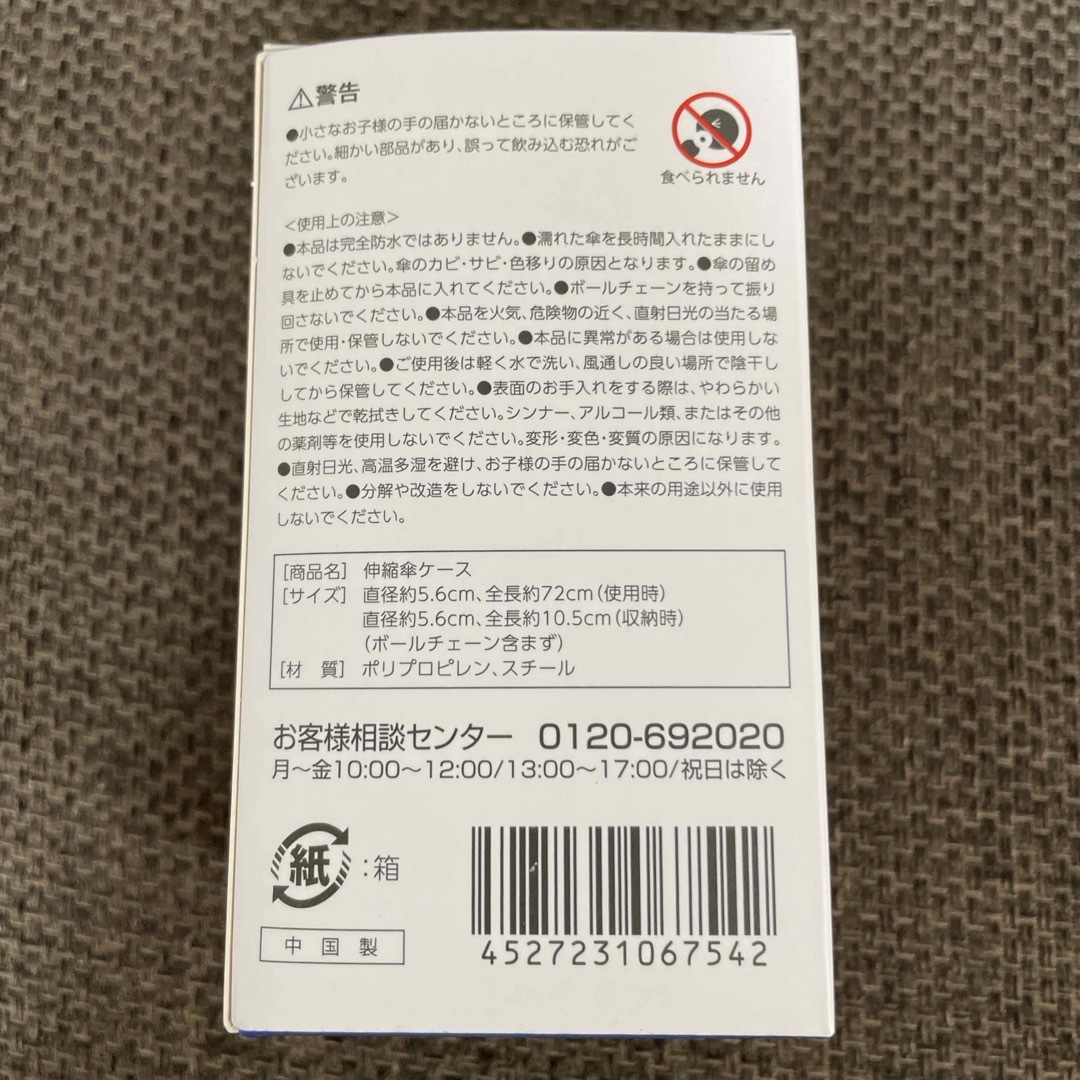 ⚠警告
●小さなお子様の手の届かないところに保管してく
ださい。細かい部品があり、誤って飲み込む恐れがご
ざいます。
食べられません
＜使用上の注意＞
●本品は完全防水ではありません。●濡れた傘を長時間入れたままにし
ないでください。傘のカビ・サビ・色移りの原因となります。●傘の留め
具を止めてから本品に入れてください。●ボールチェーンを持って振り
回さないでください。●本品を火気、危険物の近く、直射日光の当たる場
所で使用・保管しないでください。●本品に異常がある場合は使用しな
いでください。●ご使用後は軽く水で洗い、風通しの良い場所で陰干し
してから保管してください。●表面のお手入れをする際は、やわらかい
生地などで乾拭きしてください。シンナー、アルコール類、またはその他
の薬剤等を使用しないでください。変形・変色・変質の原因になります。
●直射日光、高温多湿を避け、お子様の手の届かないところに保管して
ください。●分解や改造をしないでください。●本来の用途以外に使用
しないでください。
[商品名] 伸縮傘ケース
[サイズ] 直径約5.6cm、全長約72cm（使用時）
直径約5.6cm、全長約10.5cm（収納時）
（ボールチェーン含まず）
[材 質] ポリプロピレン、スチール
お客様相談センター 0120-692020
月～金10:00～12:00/13:00～17:00/祝日は除く
紙：箱
中国製
4527231067542